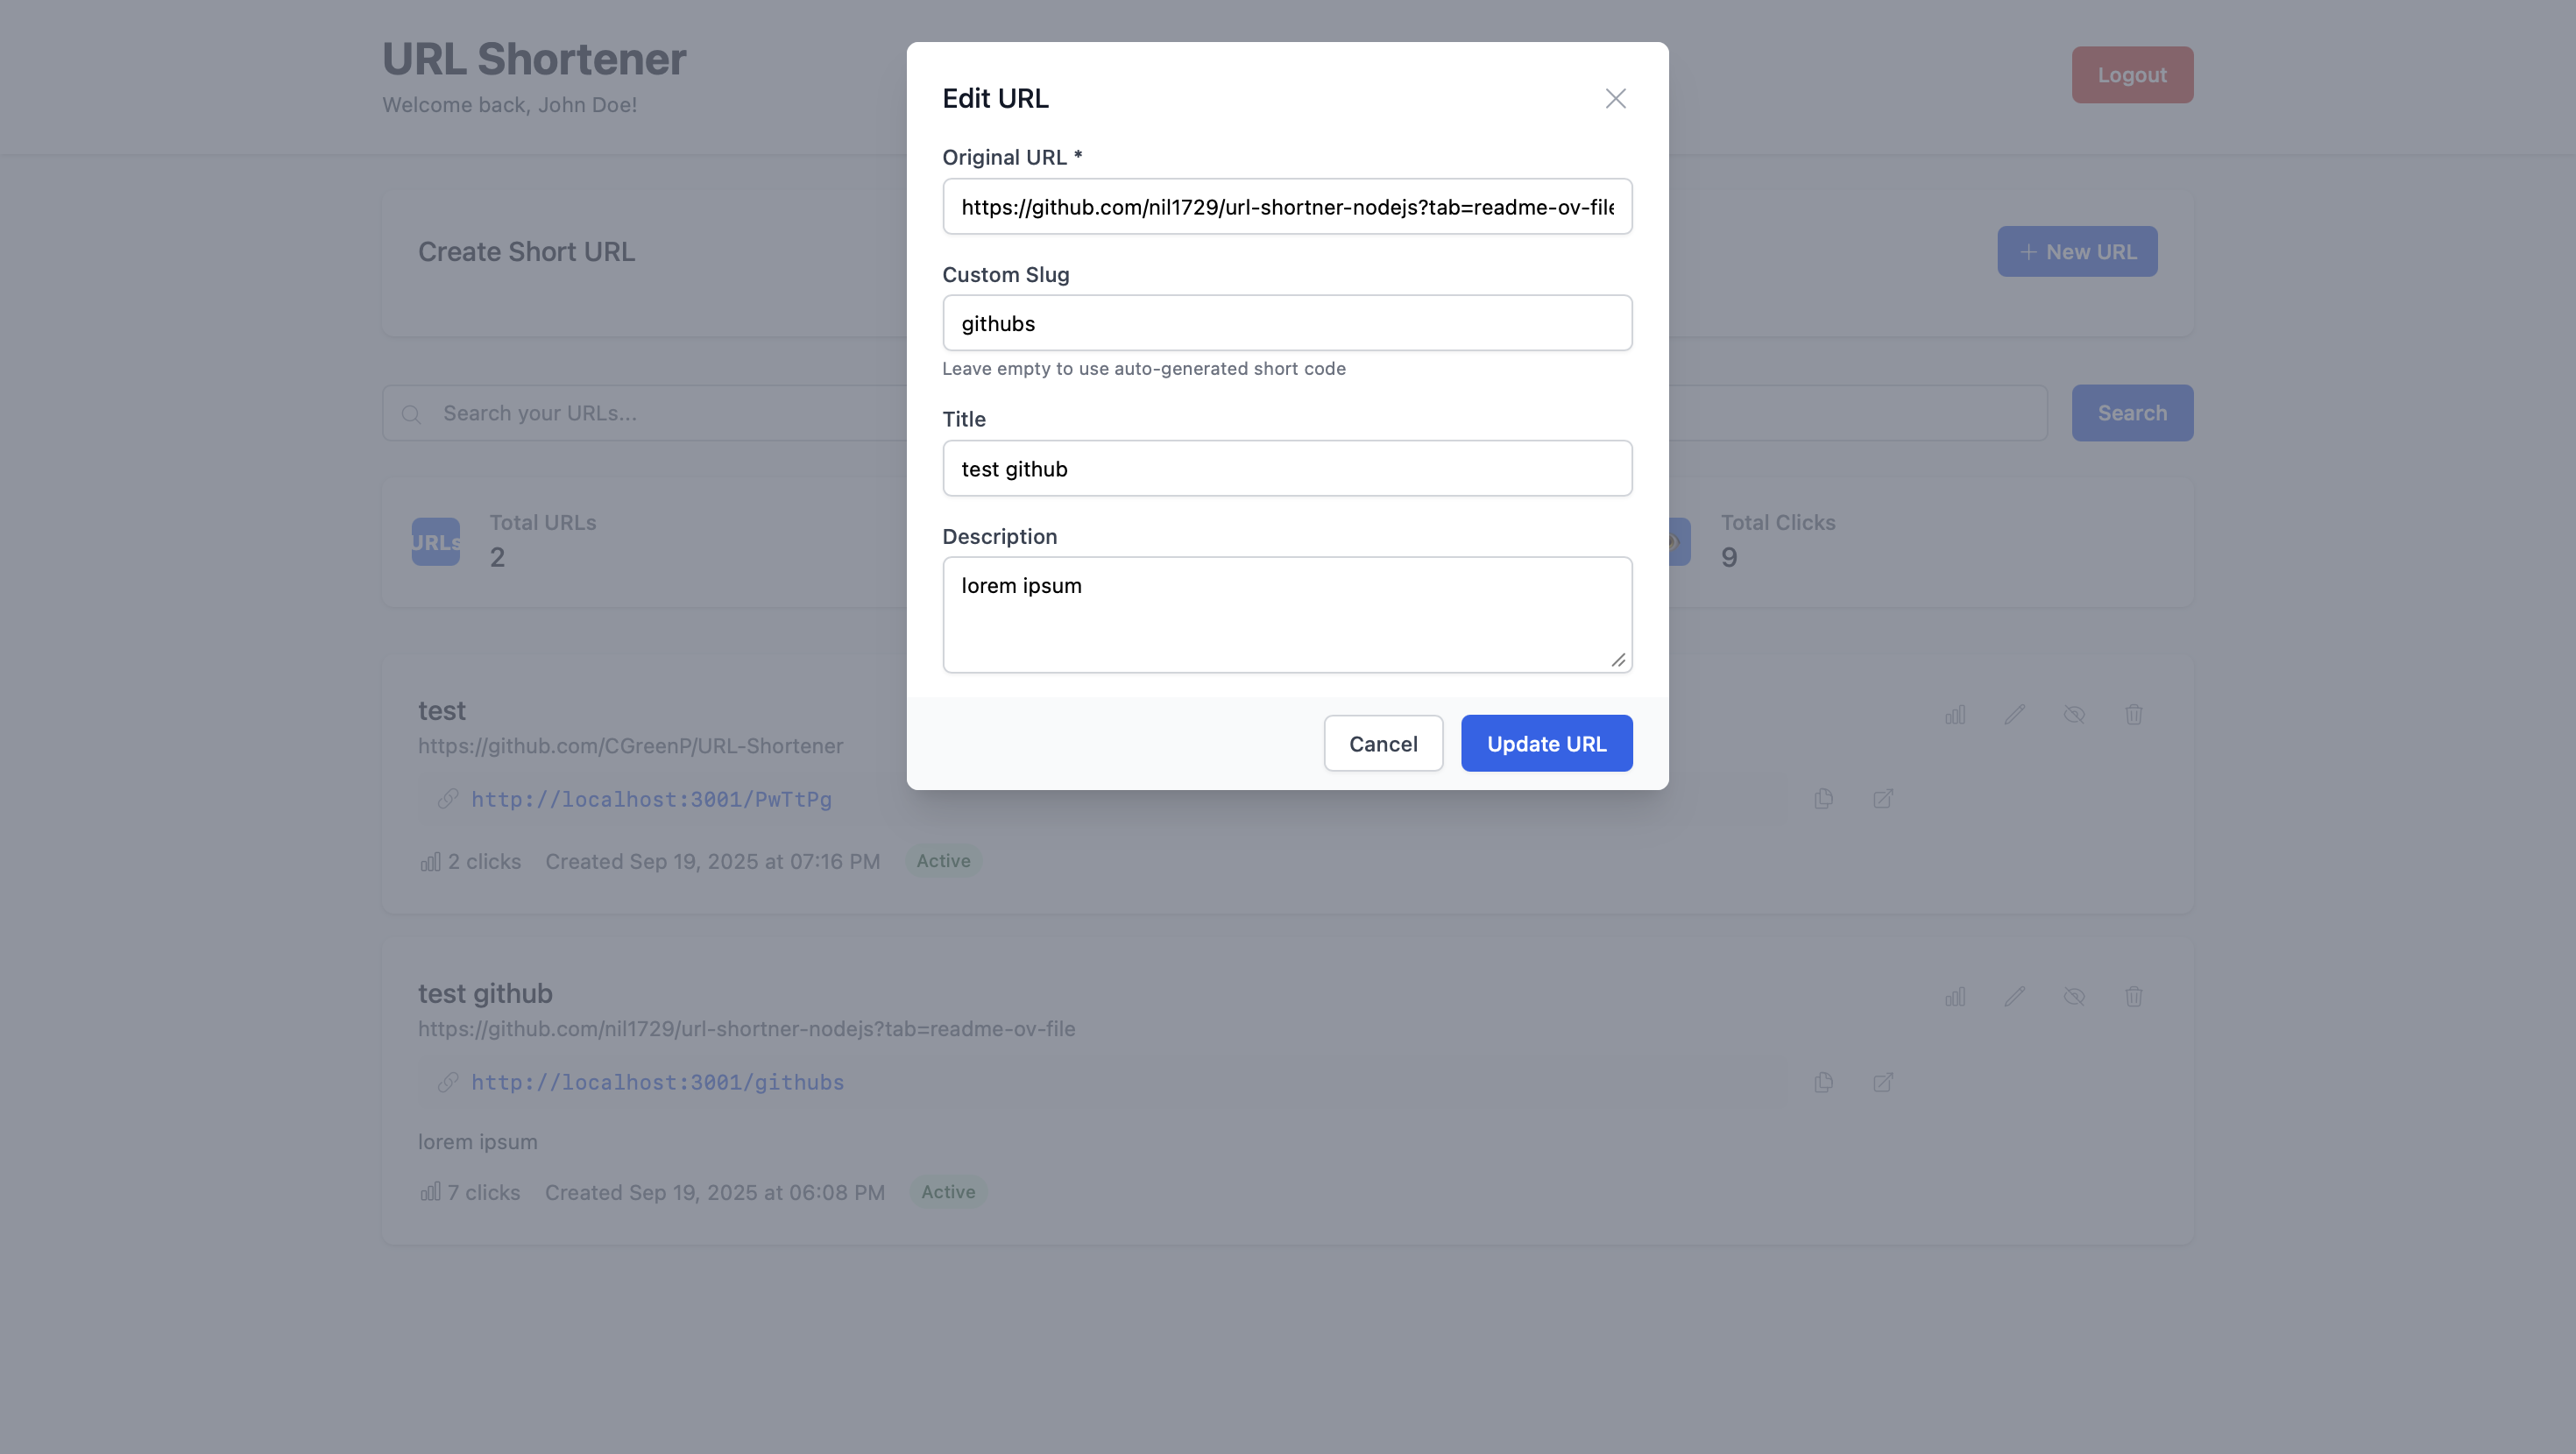 URL Shortener
Welcome back, John Doe!
Logout
Create Short URL
+ New URL
Search your URLs...
Search
URLs
Total URLs
2
Total Clicks
9
test
https://github.com/CGreenP/URL-Shortener
http://localhost:3001/PwTtPg
2 clicks Created Sep 19, 2025 at 07:16 PM Active
test github
https://github.com/nil1729/url-shortner-nodejs?tab=readme-ov-file
http://localhost:3001/githubs
lorem ipsum
7 clicks Created Sep 19, 2025 at 06:08 PM Active
Edit URL
Original URL *
https://github.com/nil1729/url-shortner-nodejs?tab=readme-ov-file
Custom Slug
githubs
Leave empty to use auto-generated short code
Title
test github
Description
lorem ipsum
Cancel
Update URL